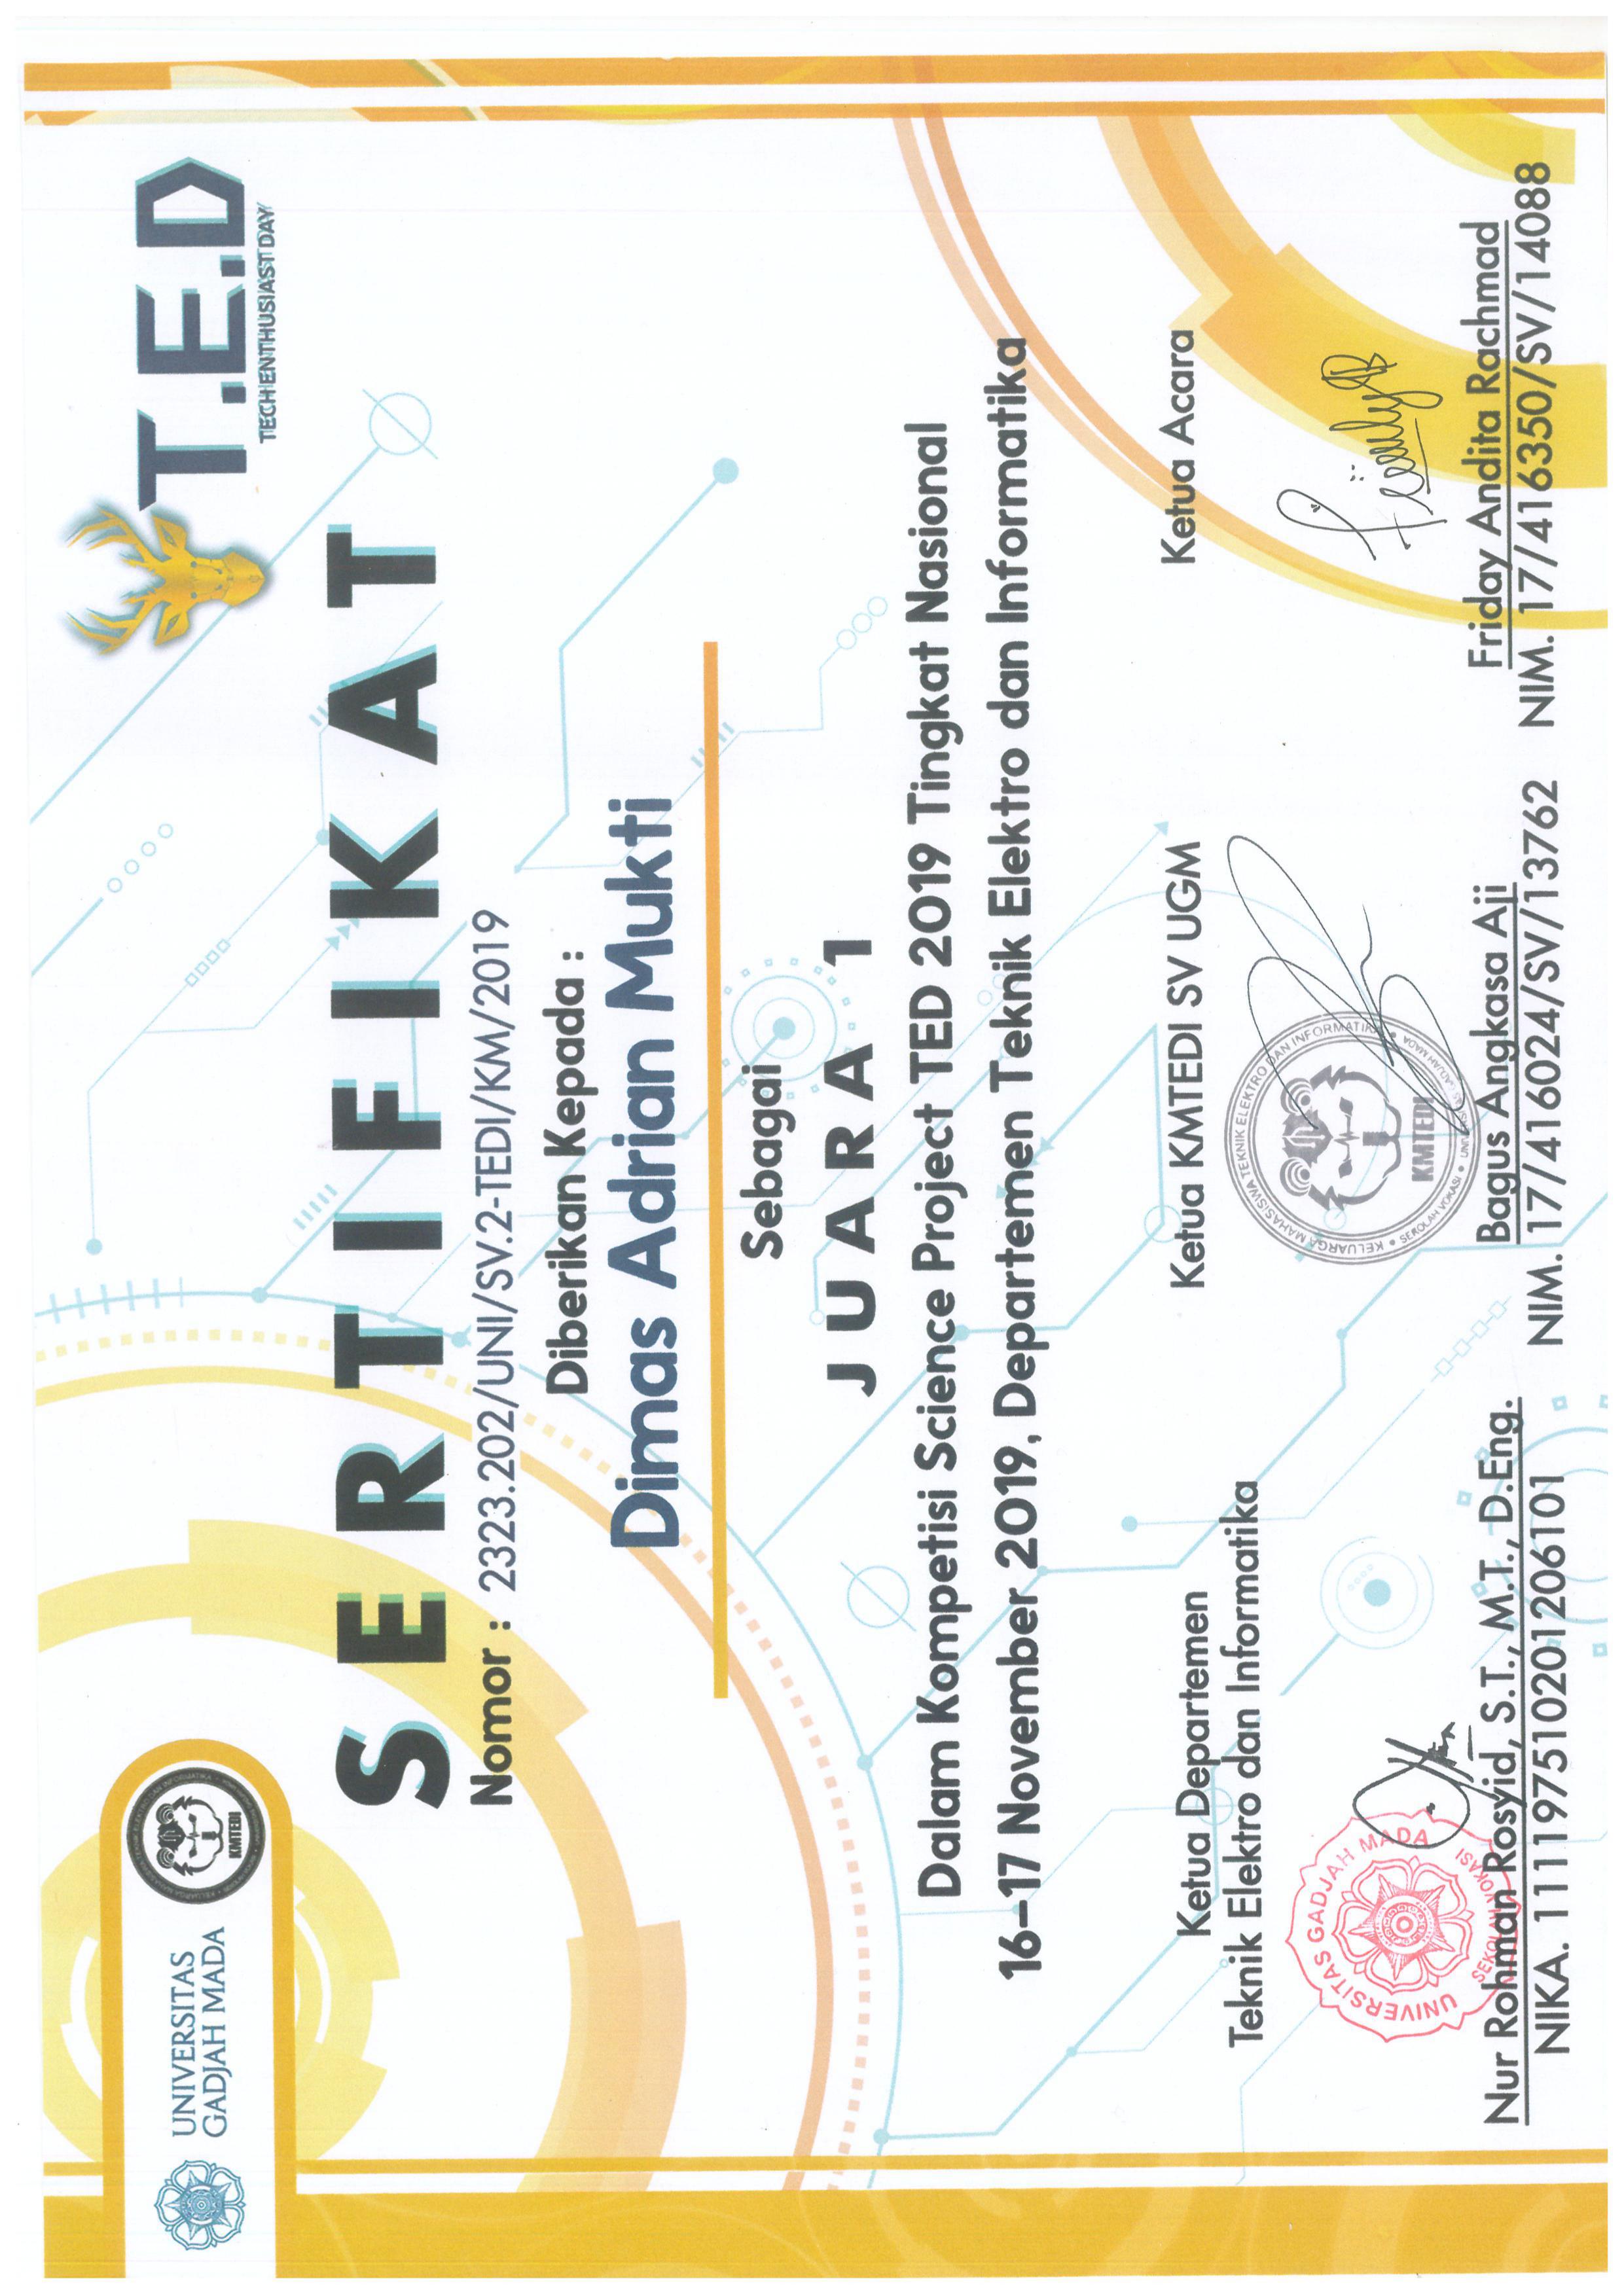 UNIVERSITAS
GADJAH MADA
KMTEDI
T.E.D
TECH ENTHUSIAST DAY
SERTIFIKAT
Nomor : 2323.202/UNI/SV.2-TEDI/KM/2019
Diberikan Kepada :
Dimas Adrian Mukti
Sebagai
JUARA 1
Dalam Kompetisi Science Project TED 2019 Tingkat Nasional
16-17 November 2019, Departemen Teknik Elektro dan Informatika
Ketua Departemen
Teknik Elektro dan Informatika
UNIVERSITAS GADJAH MADA
SEKOLAH VOKASI
Nur Rohman Rosyid, S.T., M.T., D.Eng.
NIKA. 111197510201206101
Ketua KMTEDI SV UGM
KELUARGA MAHASISWA TEKNIK ELEKTRO DAN INFORMATIKA
SEKOLAH VOKASI • UNIVERSITAS GADJAH MADA
KMTEDI
Bagus Angkasa Aji
NIM. 17/416024/SV/13762
Ketua Acara
Friday Andita Rachmad
NIM. 17/416350/SV/14088